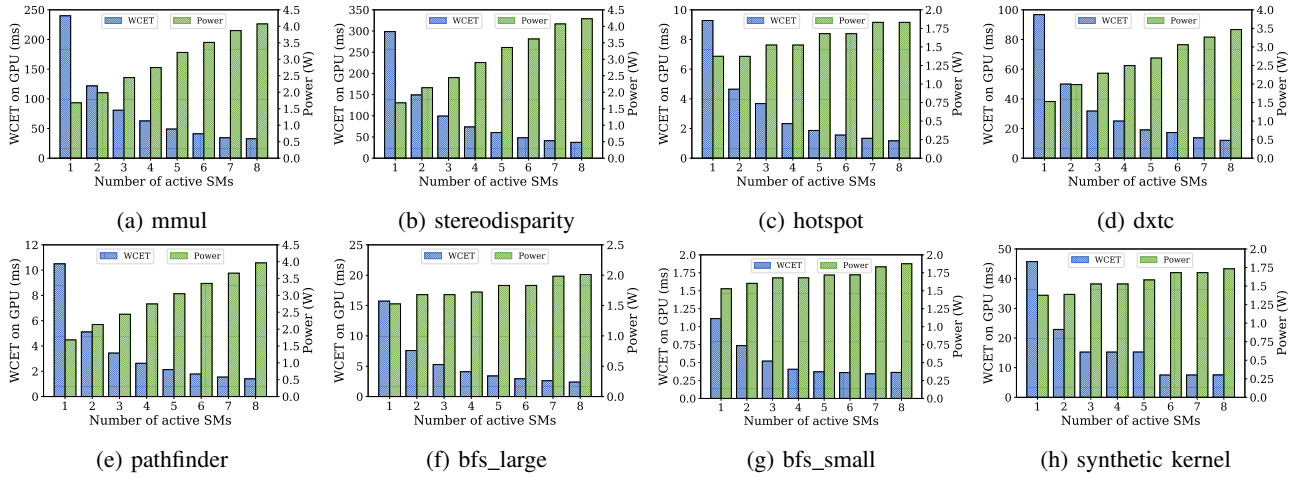 WCET Power
WCET on GPU (ms)
250
200
150
100
50
0
4.5
4.0
3.5
3.0
2.5
2.0
1.5
1.0
0.5
0.0
Power (W)
1 2 3 4 5 6 7 8
Number of active SMs
(a) mmul
WCET Power
WCET on GPU (ms)
350
300
250
200
150
100
50
0
4.5
4.0
3.5
3.0
2.5
2.0
1.5
1.0
0.5
0.0
Power (W)
1 2 3 4 5 6 7 8
Number of active SMs
(b) stereodisparity
WCET Power
WCET on GPU (ms)
10
8
6
4
2
0
2.0
1.75
1.5
1.25
1.0
0.75
0.5
0.25
0.0
Power (W)
1 2 3 4 5 6 7 8
Number of active SMs
(c) hotspot
WCET Power
WCET on GPU (ms)
100
80
60
40
20
0
4.0
3.5
3.0
2.5
2.0
1.5
1.0
0.5
0.0
Power (W)
1 2 3 4 5 6 7 8
Number of active SMs
(d) dxtc
WCET Power
WCET on GPU (ms)
12
10
8
6
4
2
0
4.5
4.0
3.5
3.0
2.5
2.0
1.5
1.0
0.5
0.0
Power (W)
1 2 3 4 5 6 7 8
Number of active SMs
(e) pathfinder
WCET Power
WCET on GPU (ms)
25
20
15
10
5
0
2.5
2.0
1.5
1.0
0.5
0.0
Power (W)
1 2 3 4 5 6 7 8
Number of active SMs
(f) bfs_large
WCET Power
WCET on GPU (ms)
2.0
1.75
1.5
1.25
1.0
0.75
0.5
0.25
0.0
2.0
1.75
1.5
1.25
1.0
0.75
0.5
0.25
0.0
Power (W)
1 2 3 4 5 6 7 8
Number of active SMs
(g) bfs_small
WCET Power
WCET on GPU (ms)
50
40
30
20
10
0
2.0
1.75
1.5
1.25
1.0
0.75
0.5
0.25
0.0
Power (W)
1 2 3 4 5 6 7 8
Number of active SMs
(h) synthetic kernel